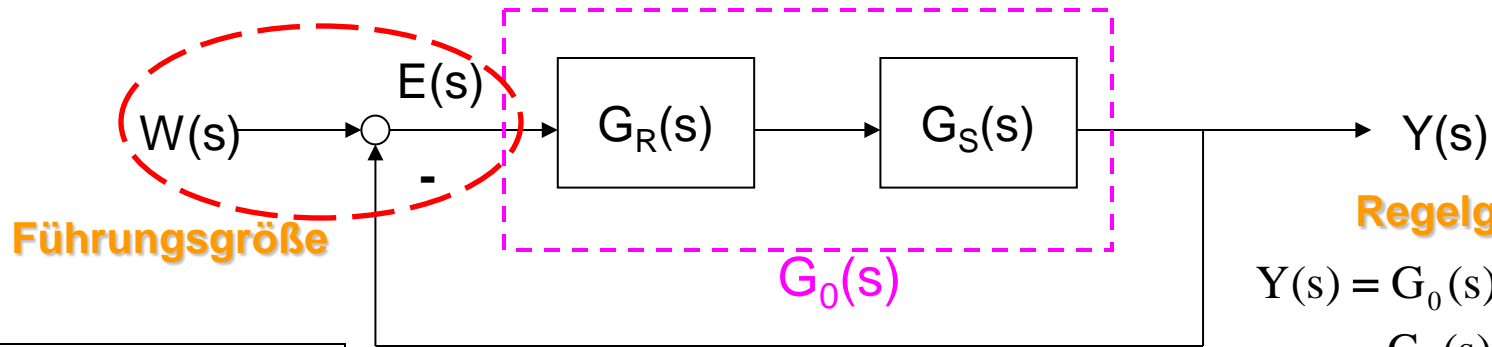 E(s)
W(s)
G_R(s)
G_S(s)
Y(s)
-
Führungsgröße
Regelg
G_0(s)
Y(s) = G_0(s)